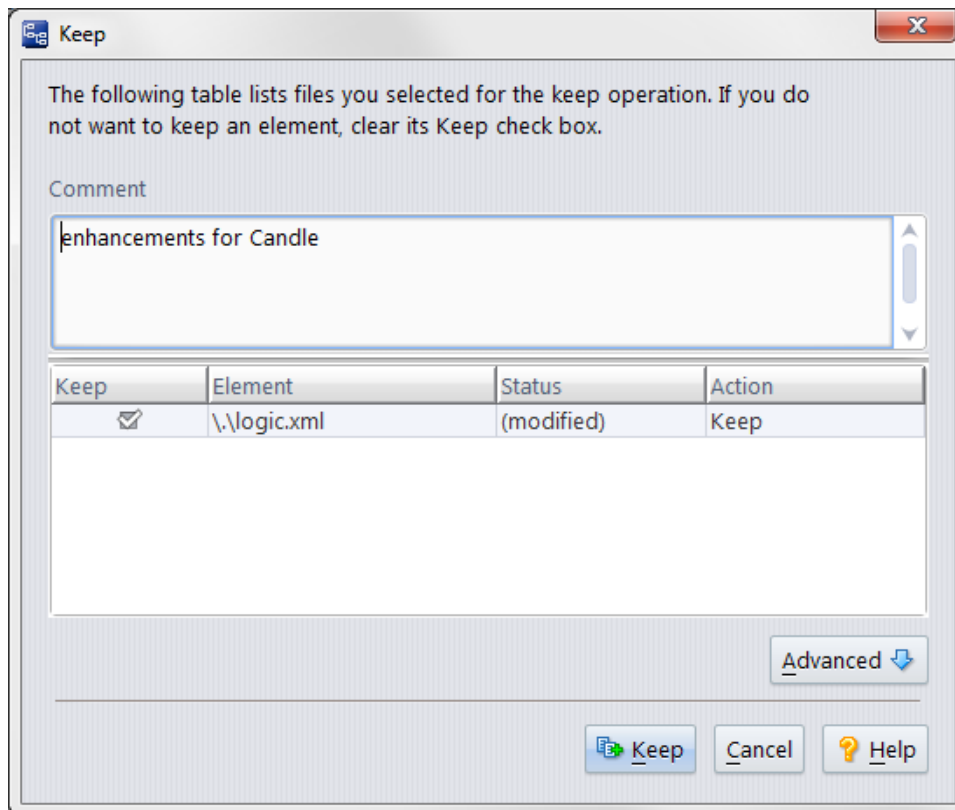 Keep
The following table lists files you selected for the keep operation. If you do
not want to keep an element, clear its Keep check box.
Comment
enhancements for Candle
Keep Element Status Action
\.\logic.xml (modified) Keep
Advanced
Keep Cancel Help